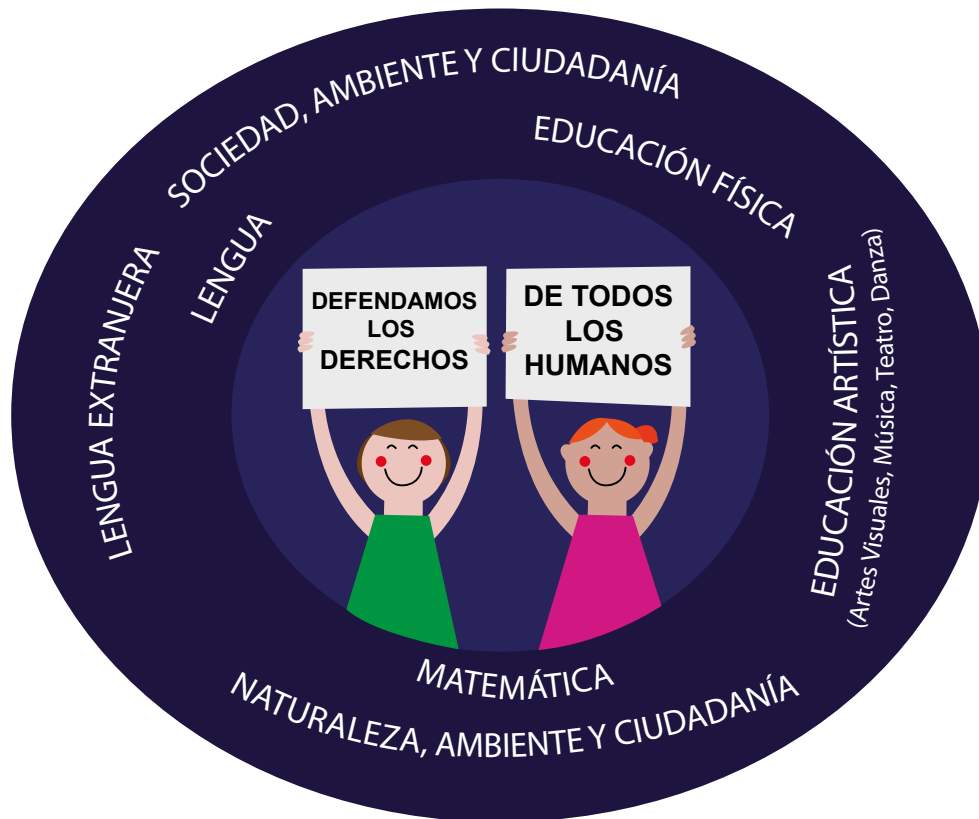 SOCIEDAD, AMBIENTE Y CIUDADANÍA
EDUCACIÓN FÍSICA
LENGUA EXTRANJERA
LENGUA
EDUCACIÓN ARTÍSTICA
(Artes Visuales, Música, Teatro, Danza)
DEFENDAMOS
LOS
DERECHOS
DE TODOS
LOS
HUMANOS
MATEMÁTICA
NATURALEZA, AMBIENTE Y CIUDADANÍA